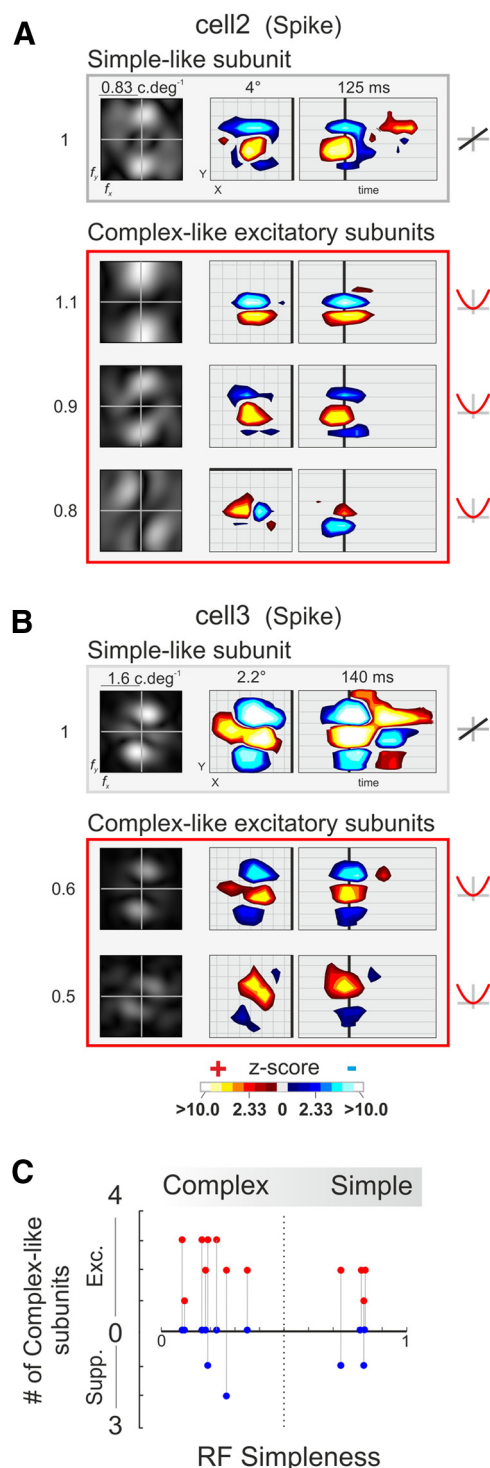 A
cell2 (Spike)
Simple-like subunit
0.83 c.deg-1
4°
125 ms
1
fy
fx
Y
X
time
Complex-like excitatory subunits
1.1
0.9
0.8
B
cell3 (Spike)
Simple-like subunit
1.6 c.deg-1
2.2°
140 ms
1
fy
fx
Y
X
time
Complex-like excitatory subunits
0.6
0.5
+ z-score -
>10.0 2.33 0 2.33 >10.0
C
Complex Simple
4
# of Complex-like
subunits
Exc.
0
Supp.
3
0 1
RF Simpleness